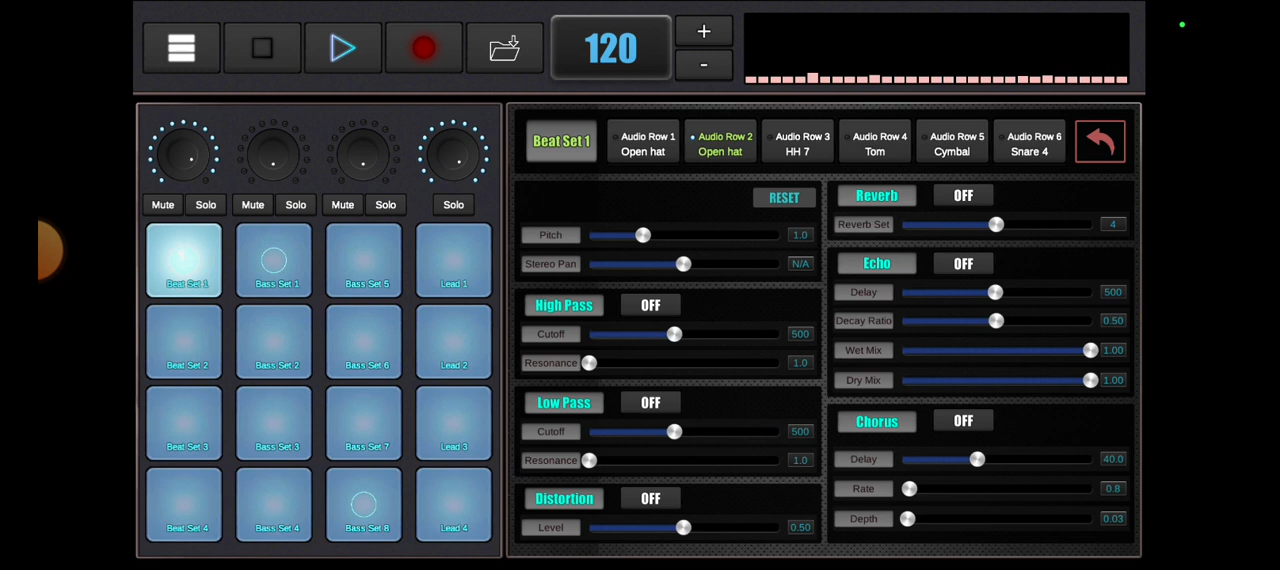 120
+
-
Mute
Solo
Mute
Solo
Mute
Solo
Solo
Beat Set 1
Bass Set 1
Bass Set 5
Lead 1
Beat Set 2
Bass Set 2
Bass Set 6
Lead 2
Beat Set 3
Bass Set 3
Bass Set 7
Lead 3
Beat Set 4
Bass Set 4
Bass Set 8
Lead 4
Beat Set 1
Audio Row 1
Open hat
Audio Row 2
Open hat
Audio Row 3
HH 7
Audio Row 4
Tom
Audio Row 5
Cymbal
Audio Row 6
Snare 4
RESET
Pitch
1.0
Stereo Pan
N/A
High Pass
OFF
Cutoff
500
Resonance
1.0
Low Pass
OFF
Cutoff
500
Resonance
1.0
Distortion
OFF
Level
0.50
Reverb
OFF
Reverb Set
4
Echo
OFF
Delay
500
Decay Ratio
0.50
Wet Mix
1.00
Dry Mix
1.00
Chorus
OFF
Delay
40.0
Rate
0.8
Depth
0.03